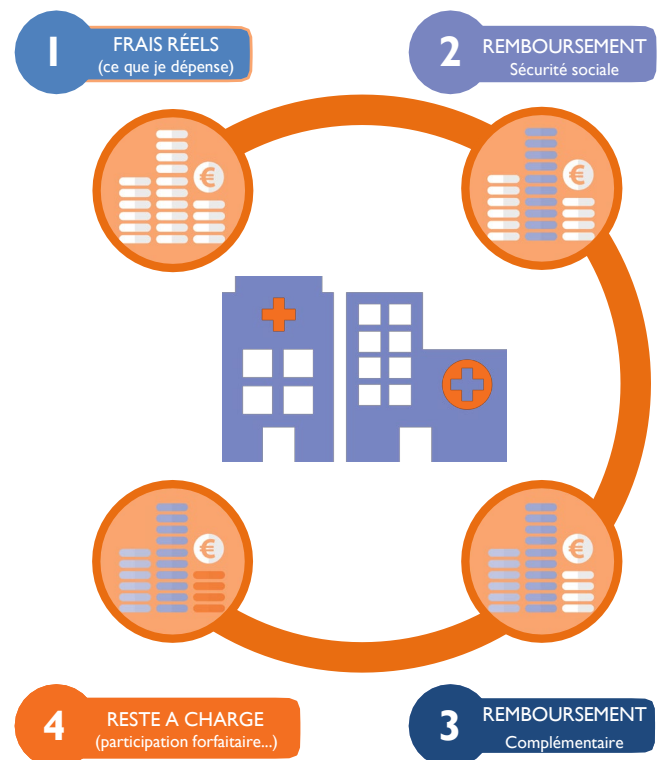 1
FRAIS RÉELS
(ce que je dépense)
2
REMBOURSEMENT
Sécurité sociale
€
€
€
€
4
RESTE A CHARGE
(participation forfaitaire...)
3
REMBOURSEMENT
Complémentaire